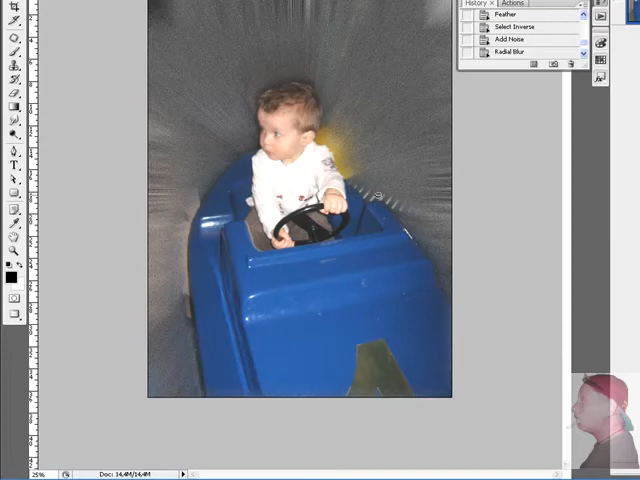 History × Actions
Feather
Select Inverse
Add Noise
Radial Blur
25%
Doc: 14,4M/14,4M